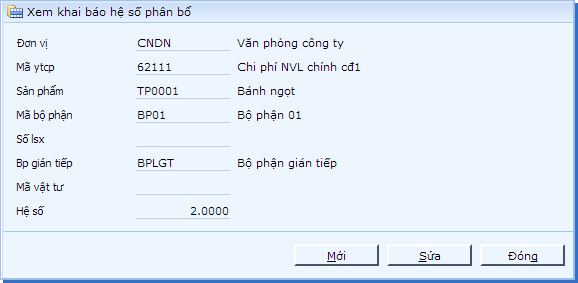 Xem khai báo hệ số phân bổ
Đơn vị CNDN Văn phòng công ty
Mã ytcp 62111 Chi phí NVL chính cđ1
Sản phẩm TP0001 Bánh ngọt
Mã bộ phận BP01 Bộ phận 01
Số lsx
Bp gián tiếp BPLGT Bộ phận gián tiếp
Mã vật tư
Hệ số 2.0000
Mới Sửa Đóng